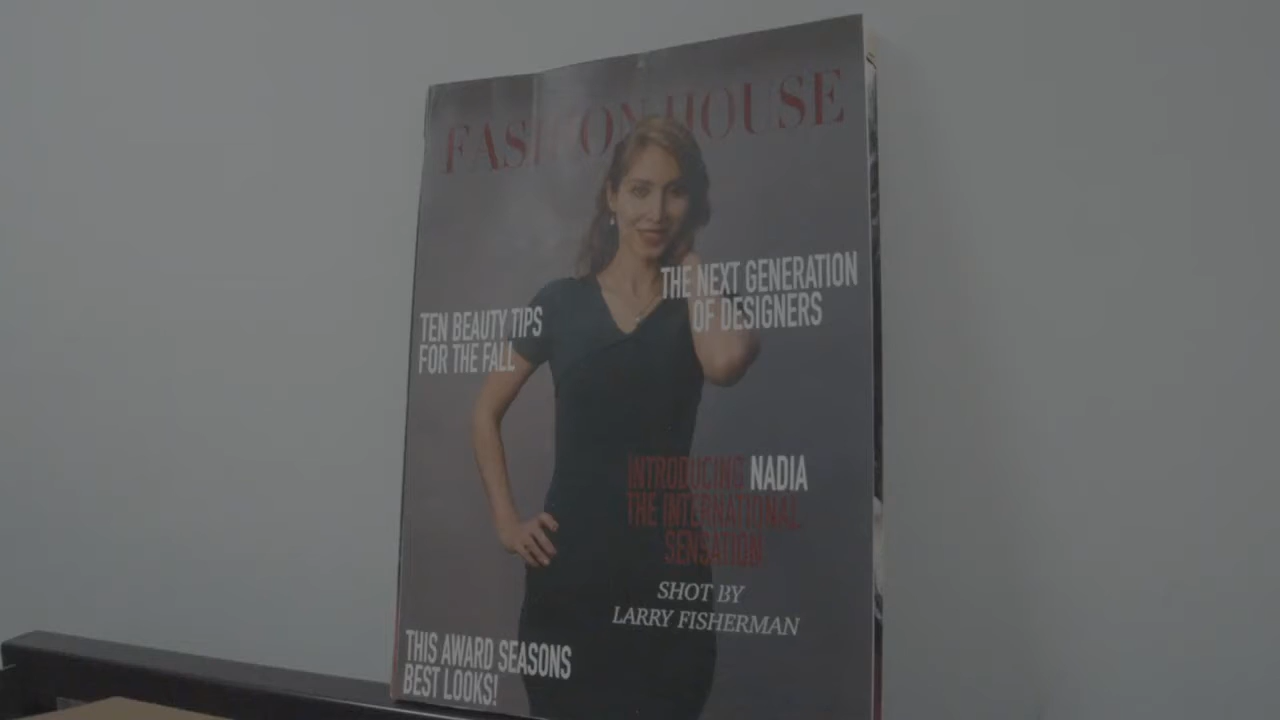 FASHION HOUSE
THE NEXT GENERATION
OF DESIGNERS
TEN BEAUTY TIPS
FOR THE FALL
INTRODUCING NADIA
THE INTERNATIONAL
SENSATION
SHOT BY
LARRY FISHERMAN
THIS AWARD SEASONS
BEST LOOKS!